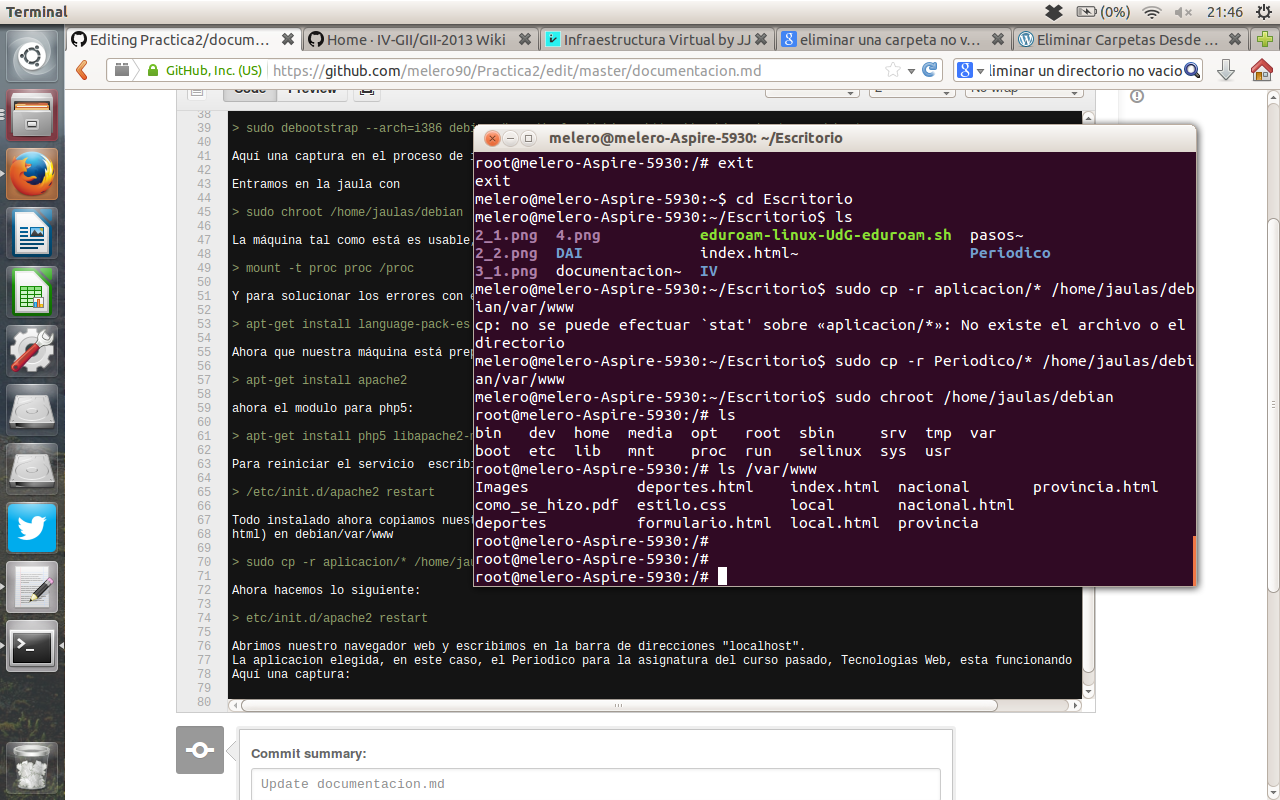 Terminal
(0%) 21:46
Editing Practica2/docum...
Home · IV-GII/GII-2013 Wiki
Infraestructura Virtual by JJ
eliminar una carpeta no v...
Eliminar Carpetas Desde ...
GitHub, Inc. (US)
https://github.com/melero90/Practica2/edit/master/documentacion.md
liminar un directorio no vacio
Code Preview
No wrap
38
39 > sudo debootstrap --arch=i386
40
41 Aquí una captura en el proceso de
42
43 Entramos en la jaula con
44
45 > sudo chroot /home/jaulas/debian
46
47 La máquina tal como está es usable,
48
49 > mount -t proc proc /proc
50
51 Y para solucionar los errores con
52
53 > apt-get install language-pack-es
54
55 Ahora que nuestra máquina está
56
57 > apt-get install apache2
58
59 ahora el modulo para php5:
60
61 > apt-get install php5
62
63 Para reiniciar el servicio
64
65 > /etc/init.d/apache2 restart
66
67 Todo instalado ahora copiamos
68 html) en debian/var/www
69
70 > sudo cp -r aplicacion/*
71
72 Ahora hacemos lo siguiente:
73
74 > etc/init.d/apache2 restart
75
76 Abrimos nuestro navegador web y escribimos en la barra de direcciones "localhost".
77 La aplicacion elegida, en este caso, el Periodico para la asignatura del curso pasado, Tecnologias Web, esta funcionando
78 Aquí una captura:
79
80
melero@melero-Aspire-5930: ~/Escritorio
root@melero-Aspire-5930:/# exit
exit
melero@melero-Aspire-5930:~$ cd Escritorio
melero@melero-Aspire-5930:~/Escritorio$ ls
2_1.png 4.png eduroam-linux-UdG-eduroam.sh pasos~
2_2.png DAI index.html~ Periodico
3_1.png documentacion~ IV
melero@melero-Aspire-5930:~/Escritorio$ sudo cp -r aplicacion/* /home/jaulas/deb
ian/var/www
cp: no se puede efectuar `stat' sobre «aplicacion/*»: No existe el archivo o el
directorio
melero@melero-Aspire-5930:~/Escritorio$ sudo cp -r Periodico/* /home/jaulas/debi
an/var/www
melero@melero-Aspire-5930:~/Escritorio$ sudo chroot /home/jaulas/debian
root@melero-Aspire-5930:/# ls
bin dev home media opt root sbin srv tmp var
boot etc lib mnt proc run selinux sys usr
root@melero-Aspire-5930:/# ls /var/www
Images deportes.html index.html nacional provincia.html
como_se_hizo.pdf estilo.css local nacional.html
deportes formulario.html local.html provincia
root@melero-Aspire-5930:/#
root@melero-Aspire-5930:/#
root@melero-Aspire-5930:/#
Commit summary:
Update documentacion.md